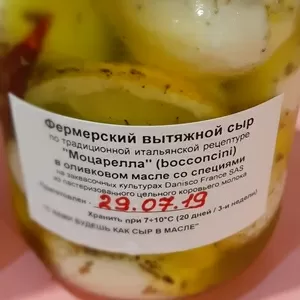 Фермерский вытяжной сыр
по традиционной итальянской рецептуре
"Моцарелла" (bocconcini)
в оливковом масле со специями
на заквасочных культурах Danisco France SAS
из пастеризованного цельного коровьего молока
Приготовлен - 29.07.19
Хранить при 7÷10°С (20 дней / 3-и недели)
БУДЕШЬ КАК СЫР В МАСЛЕ"